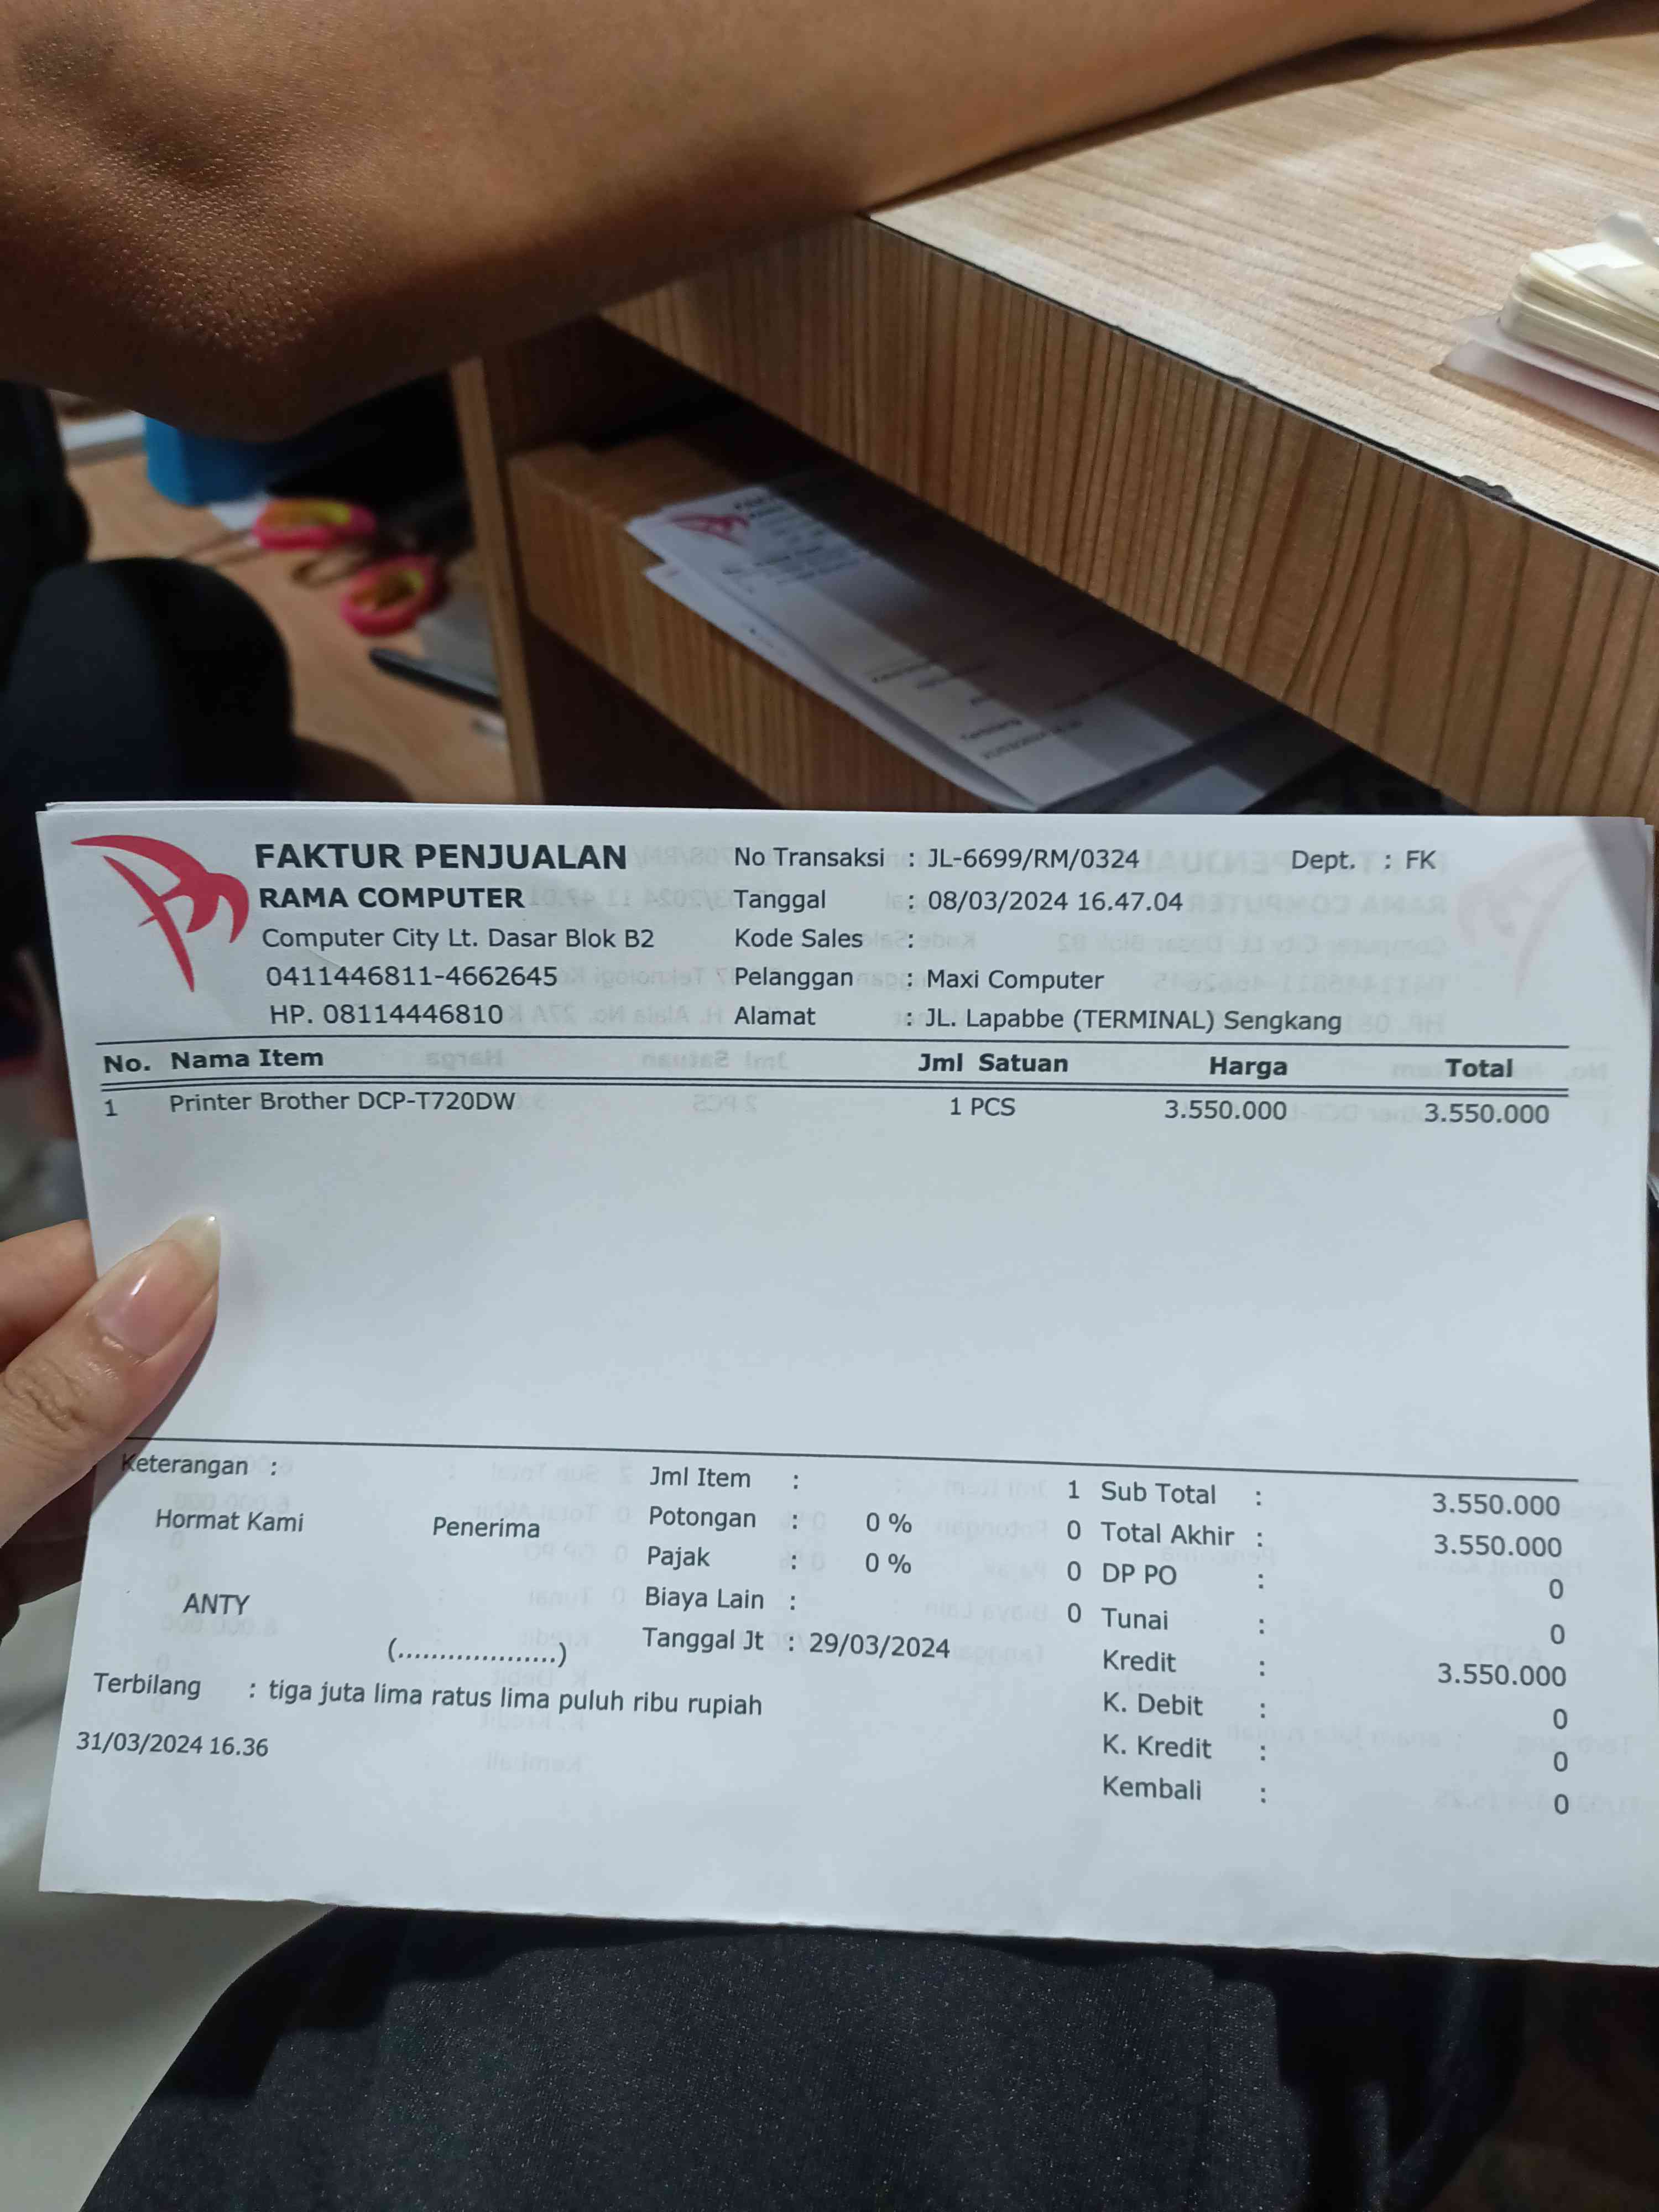 FAKTUR PENJUALAN No Transaksi : JL-6699/RM/0324 Dept. : FK
RAMA COMPUTER Tanggal : 08/03/2024 16.47.04
Computer City Lt. Dasar Blok B2 Kode Sales :
0411446811-4662645 Pelanggan : Maxi Computer
HP. 08114446810 Alamat : JL. Lapabbe (TERMINAL) Sengkang
No. Nama Item Jml Satuan Harga Total
1 Printer Brother DCP-T720DW 1 PCS 3.550.000 3.550.000
Keterangan : Jml Item : 1 Sub Total : 3.550.000
Hormat Kami Penerima Potongan : 0 % 0 Total Akhir : 3.550.000
Pajak : 0 % 0 DP PO : 0
ANTY Biaya Lain : 0 Tunai : 0
(...................) Tanggal Jt : 29/03/2024 Kredit : 3.550.000
Terbilang : tiga juta lima ratus lima puluh ribu rupiah K. Debit : 0
31/03/2024 16.36 K. Kredit : 0
Kembali : 0